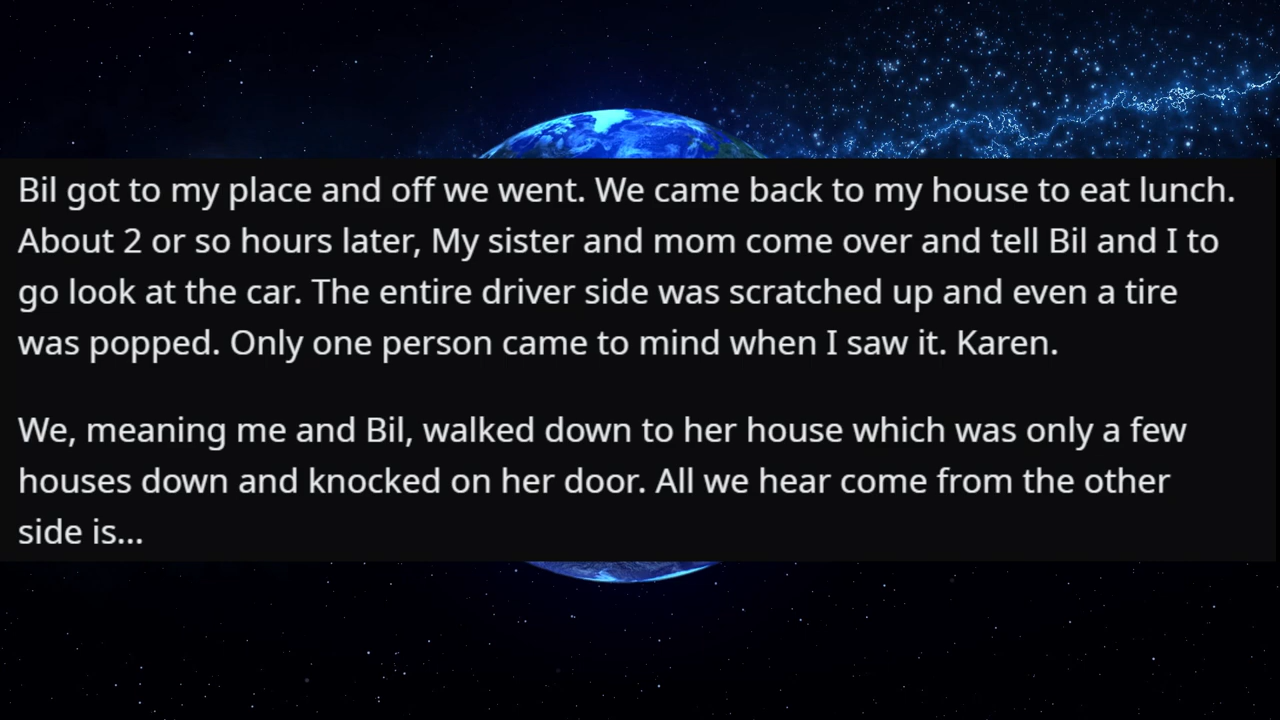 Bil got to my place and off we went. We came back to my house to eat lunch.
About 2 or so hours later, My sister and mom come over and tell Bil and I to
go look at the car. The entire driver side was scratched up and even a tire
was popped. Only one person came to mind when I saw it. Karen.
We, meaning me and Bil, walked down to her house which was only a few
houses down and knocked on her door. All we hear come from the other
side is...